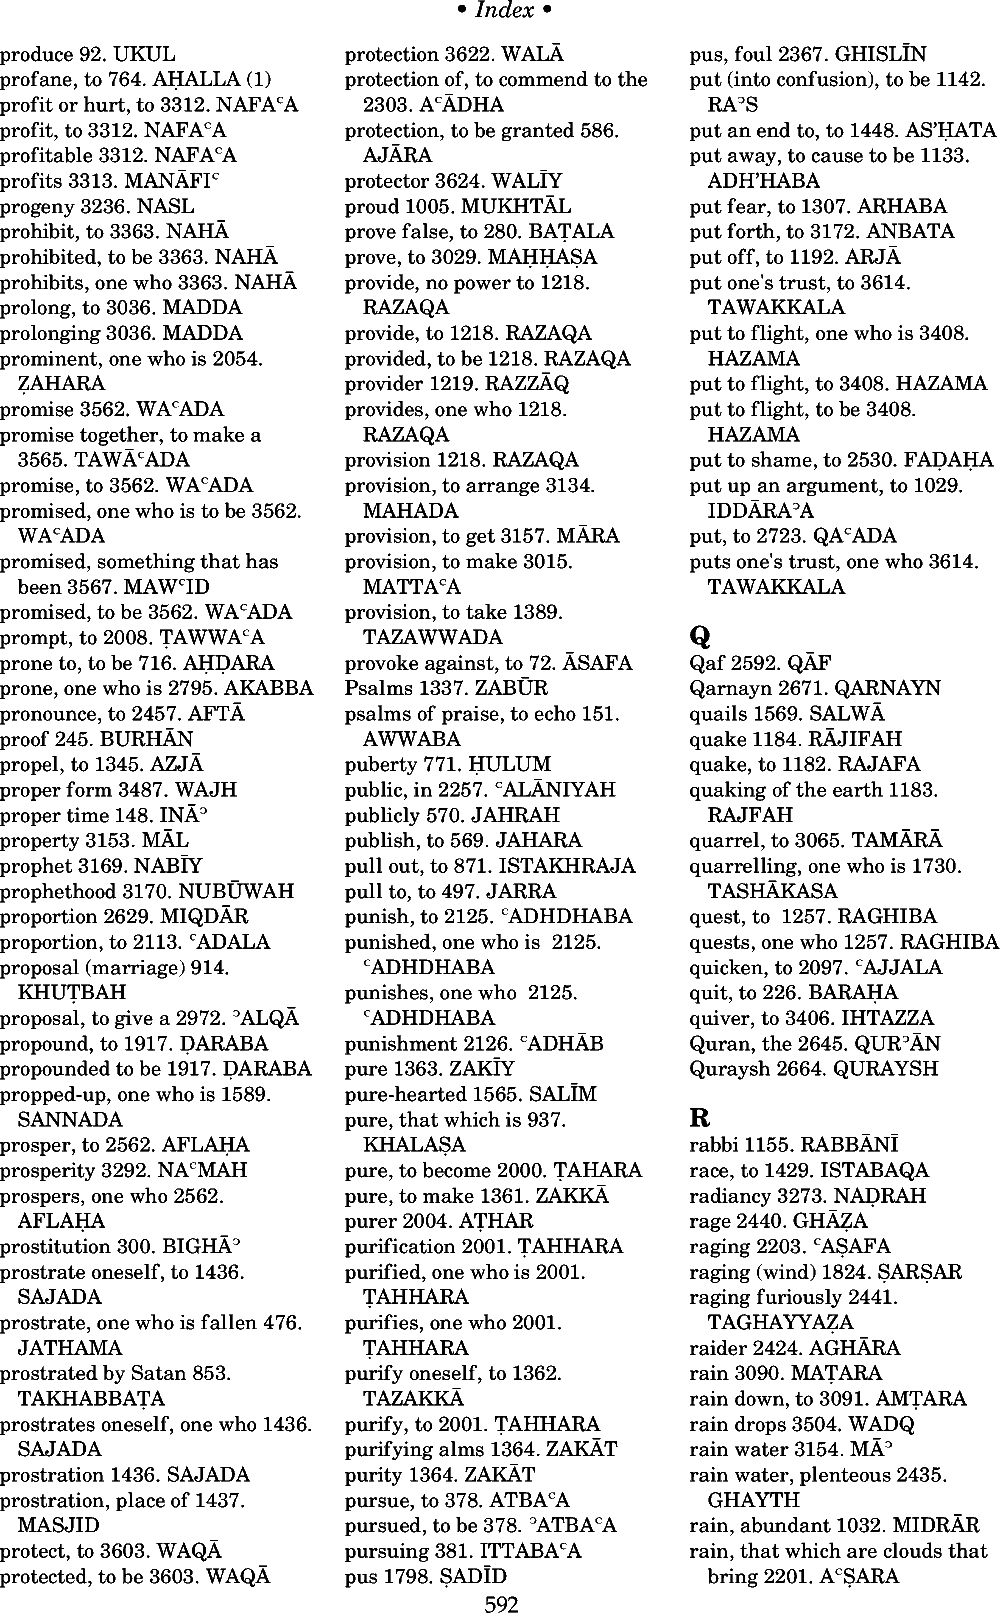 • Index •
produce 92. UKUL
profane, to 764. AḤALLA (1)
profit or hurt, to 3312. NAFAᶜA
profit, to 3312. NAFAᶜA
profitable 3312. NAFAᶜA
profits 3313. MANĀFIᶜ
progeny 3236. NASL
prohibit, to 3363. NAHĀ
prohibited, to be 3363. NAHĀ
prohibits, one who 3363. NAHĀ
prolong, to 3036. MADDA
prolonging 3036. MADDA
prominent, one who is 2054.
ẒAHARA
promise 3562. WAᶜADA
promise together, to make a
3565. TAWĀᶜADA
promise, to 3562. WAᶜADA
promised, one who is to be 3562.
WAᶜADA
promised, something that has
been 3567. MAWᶜID
promised, to be 3562. WAᶜADA
prompt, to 2008. ṬAWWAᶜA
prone to, to be 716. AḤḌARA
prone, one who is 2795. AKABBA
pronounce, to 2457. AFTĀ
proof 245. BURHĀN
propel, to 1345. AZJĀ
proper form 3487. WAJH
proper time 148. INĀᵓ
property 3153. MĀL
prophet 3169. NABĪY
prophethood 3170. NUBŪWAH
proportion 2629. MIQDĀR
proportion, to 2113. ᶜADALA
proposal (marriage) 914.
KHUṬBAH
proposal, to give a 2972. ᵓALQĀ
propound, to 1917. ḌARABA
propounded to be 1917. ḌARABA
propped-up, one who is 1589.
SANNADA
prosper, to 2562. AFLAḤA
prosperity 3292. NAᶜMAH
prospers, one who 2562.
AFLAḤA
prostitution 300. BIGHĀᵓ
prostrate oneself, to 1436.
SAJADA
prostrate, one who is fallen 476.
JATHAMA
prostrated by Satan 853.
TAKHABBAṬA
prostrates oneself, one who 1436.
SAJADA
prostration 1436. SAJADA
prostration, place of 1437.
MASJID
protect, to 3603. WAQĀ
protected, to be 3603. WAQĀ
protection 3622. WALĀ
protection of, to commend to the
2303. AᶜĀDHA
protection, to be granted 586.
AJĀRA
protector 3624. WALĪY
proud 1005. MUKHTĀL
prove false, to 280. BAṬALA
prove, to 3029. MAḤḤAṢA
provide, no power to 1218.
RAZAQA
provide, to 1218. RAZAQA
provided, to be 1218. RAZAQA
provider 1219. RAZZĀQ
provides, one who 1218.
RAZAQA
provision 1218. RAZAQA
provision, to arrange 3134.
MAHADA
provision, to get 3157. MĀRA
provision, to make 3015.
MATTAᶜA
provision, to take 1389.
TAZAWWADA
provoke against, to 72. ĀSAFA
Psalms 1337. ZABŪR
psalms of praise, to echo 151.
AWWABA
puberty 771. ḤULUM
public, in 2257. ᶜALĀNIYAH
publicly 570. JAHRAH
publish, to 569. JAHARA
pull out, to 871. ISTAKHRAJA
pull to, to 497. JARRA
punish, to 2125. ᶜADHDHABA
punished, one who is 2125.
ᶜADHDHABA
punishes, one who 2125.
ᶜADHDHABA
punishment 2126. ᶜADHĀB
pure 1363. ZAKĪY
pure-hearted 1565. SALĪM
pure, that which is 937.
KHALAṢA
pure, to become 2000. ṬAHARA
pure, to make 1361. ZAKKĀ
purer 2004. AṬHAR
purification 2001. ṬAHHARA
purified, one who is 2001.
ṬAHHARA
purifies, one who 2001.
ṬAHHARA
purify oneself, to 1362.
TAZAKKĀ
purify, to 2001. ṬAHHARA
purifying alms 1364. ZAKĀT
purity 1364. ZAKĀT
pursue, to 378. ATBAᶜA
pursued, to be 378. ᵓATBAᶜA
pursuing 381. ITTABAᶜA
pus 1798. ṢADĪD
pus, foul 2367. GHISLĪN
put (into confusion), to be 1142.
RAᵓS
put an end to, to 1448. AS’ḤATA
put away, to cause to be 1133.
ADH’HABA
put fear, to 1307. ARHABA
put forth, to 3172. ANBATA
put off, to 1192. ARJĀ
put one's trust, to 3614.
TAWAKKALA
put to flight, one who is 3408.
HAZAMA
put to flight, to 3408. HAZAMA
put to flight, to be 3408.
HAZAMA
put to shame, to 2530. FAḌAḤA
put up an argument, to 1029.
IDDĀRAᵓA
put, to 2723. QAᶜADA
puts one's trust, one who 3614.
TAWAKKALA
Q
Qaf 2592. QĀF
Qarnayn 2671. QARNAYN
quails 1569. SALWĀ
quake 1184. RĀJIFAH
quake, to 1182. RAJAFA
quaking of the earth 1183.
RAJFAH
quarrel, to 3065. TAMĀRĀ
quarrelling, one who is 1730.
TASHĀKASA
quest, to 1257. RAGHIBA
quests, one who 1257. RAGHIBA
quicken, to 2097. ᶜAJJALA
quit, to 226. BARAḤA
quiver, to 3406. IHTAZZA
Quran, the 2645. QURᵓĀN
Quraysh 2664. QURAYSH
R
rabbi 1155. RABBĀNĪ
race, to 1429. ISTABAQA
radiancy 3273. NAḌRAH
rage 2440. GHĀẒA
raging 2203. ᶜAṢAFA
raging (wind) 1824. ṢARṢAR
raging furiously 2441.
TAGHAYYAẒA
raider 2424. AGHĀRA
rain 3090. MAṬARA
rain down, to 3091. AMṬARA
rain drops 3504. WADQ
rain water 3154. MĀᵓ
rain water, plenteous 2435.
GHAYTH
rain, abundant 1032. MIDRĀR
rain, that which are clouds that
bring 2201. AᶜṢARA
592